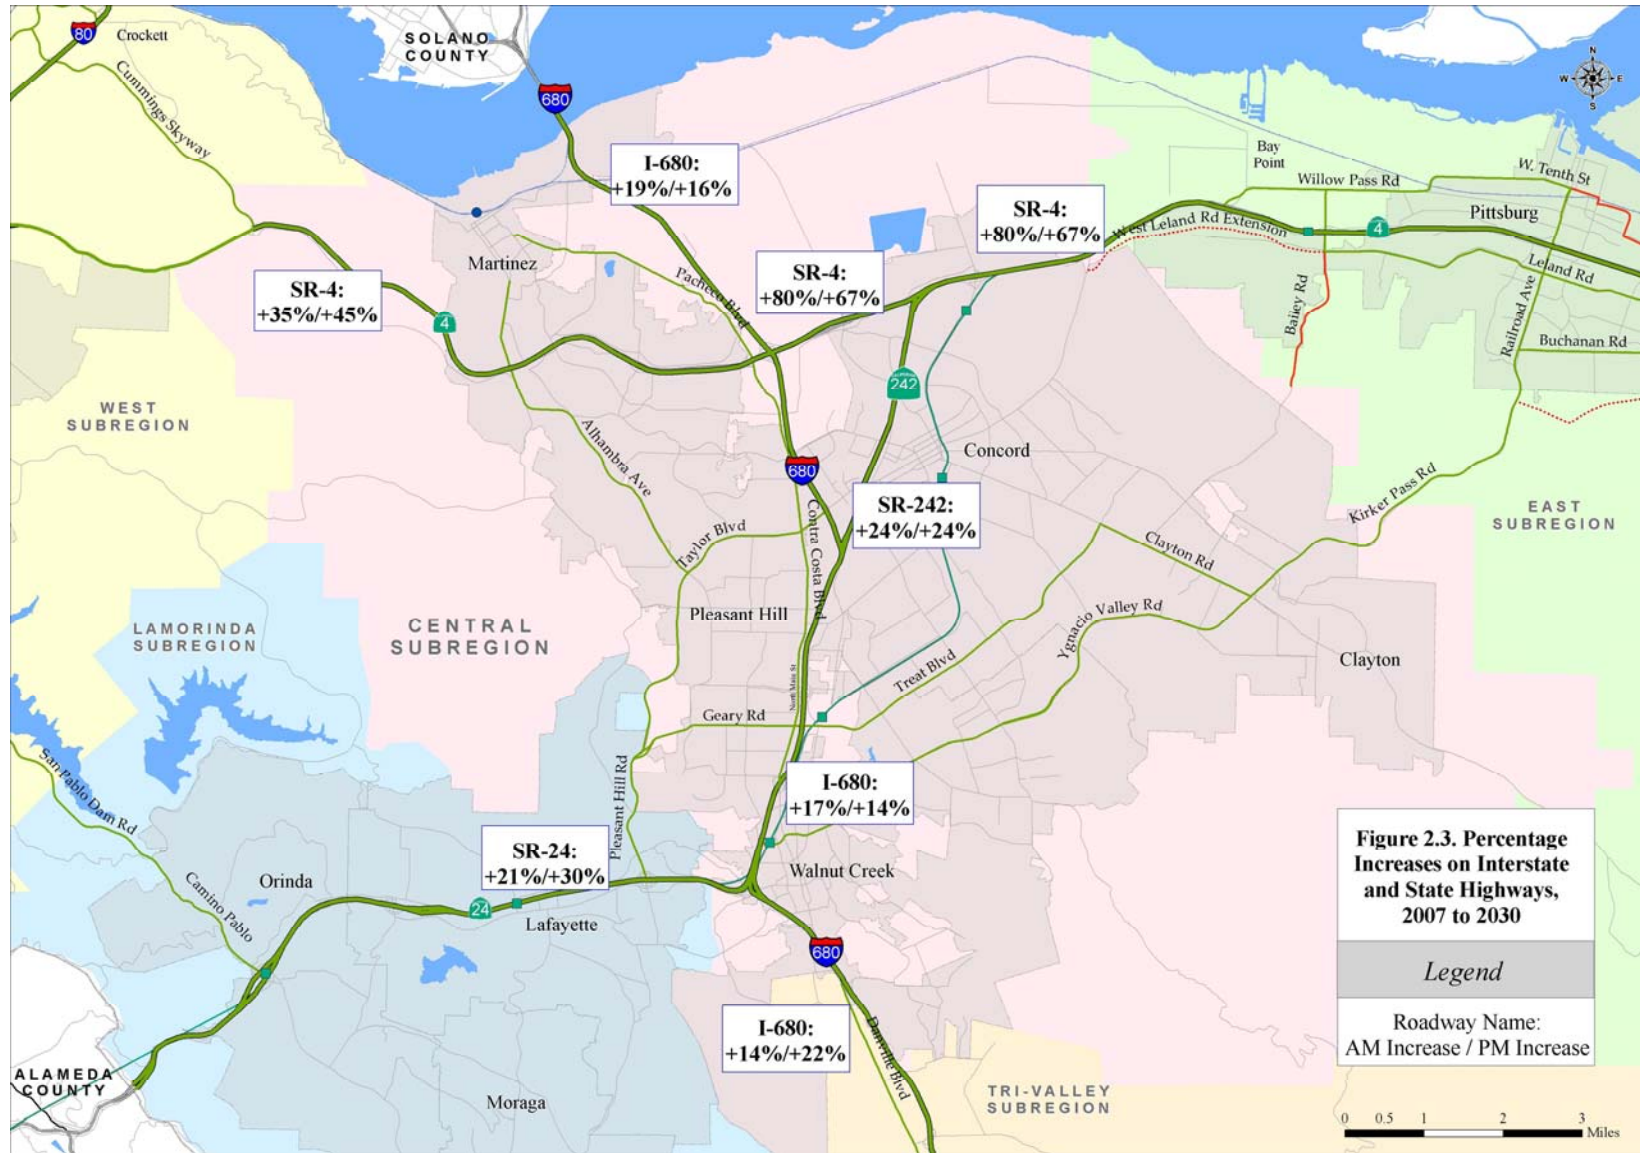 80
Crockett
SOLANO
COUNTY
680
N
W
E
S
Cummings Skyway
I-680:
+19%/+16%
Bay
Point
W. Tenth St
Willow Pass Rd
SR-4:
+80%/+67%
West Leland Rd Extension
4
Pittsburg
Martinez
SR-4:
+80%/+67%
Pacheco Blvd
Leland Rd
SR-4:
+35%/+45%
4
Bailey Rd
Railroad Ave
Buchanan Rd
242
WEST
SUBREGION
Alhambra Ave
680
Concord
SR-242:
+24%/+24%
Contra Costa Blvd
Kirker Pass Rd
EAST
SUBREGION
Taylor Blvd
Clayton Rd
Pleasant Hill
Ygnacio Valley Rd
LAMORINDA
SUBREGION
CENTRAL
SUBREGION
Clayton
Treat Blvd
North Main St
Geary Rd
San Pablo Dam Rd
Pleasant Hill Rd
I-680:
+17%/+14%
SR-24:
+21%/+30%
Walnut Creek
Orinda
Camino Pablo
24
Lafayette
680
I-680:
+14%/+22%
Danville Blvd
ALAMEDA
COUNTY
Moraga
TRI-VALLEY
SUBREGION
Figure 2.3. Percentage
Increases on Interstate
and State Highways,
2007 to 2030
Legend
Roadway Name:
AM Increase / PM Increase
0 0.5 1 2 3
Miles